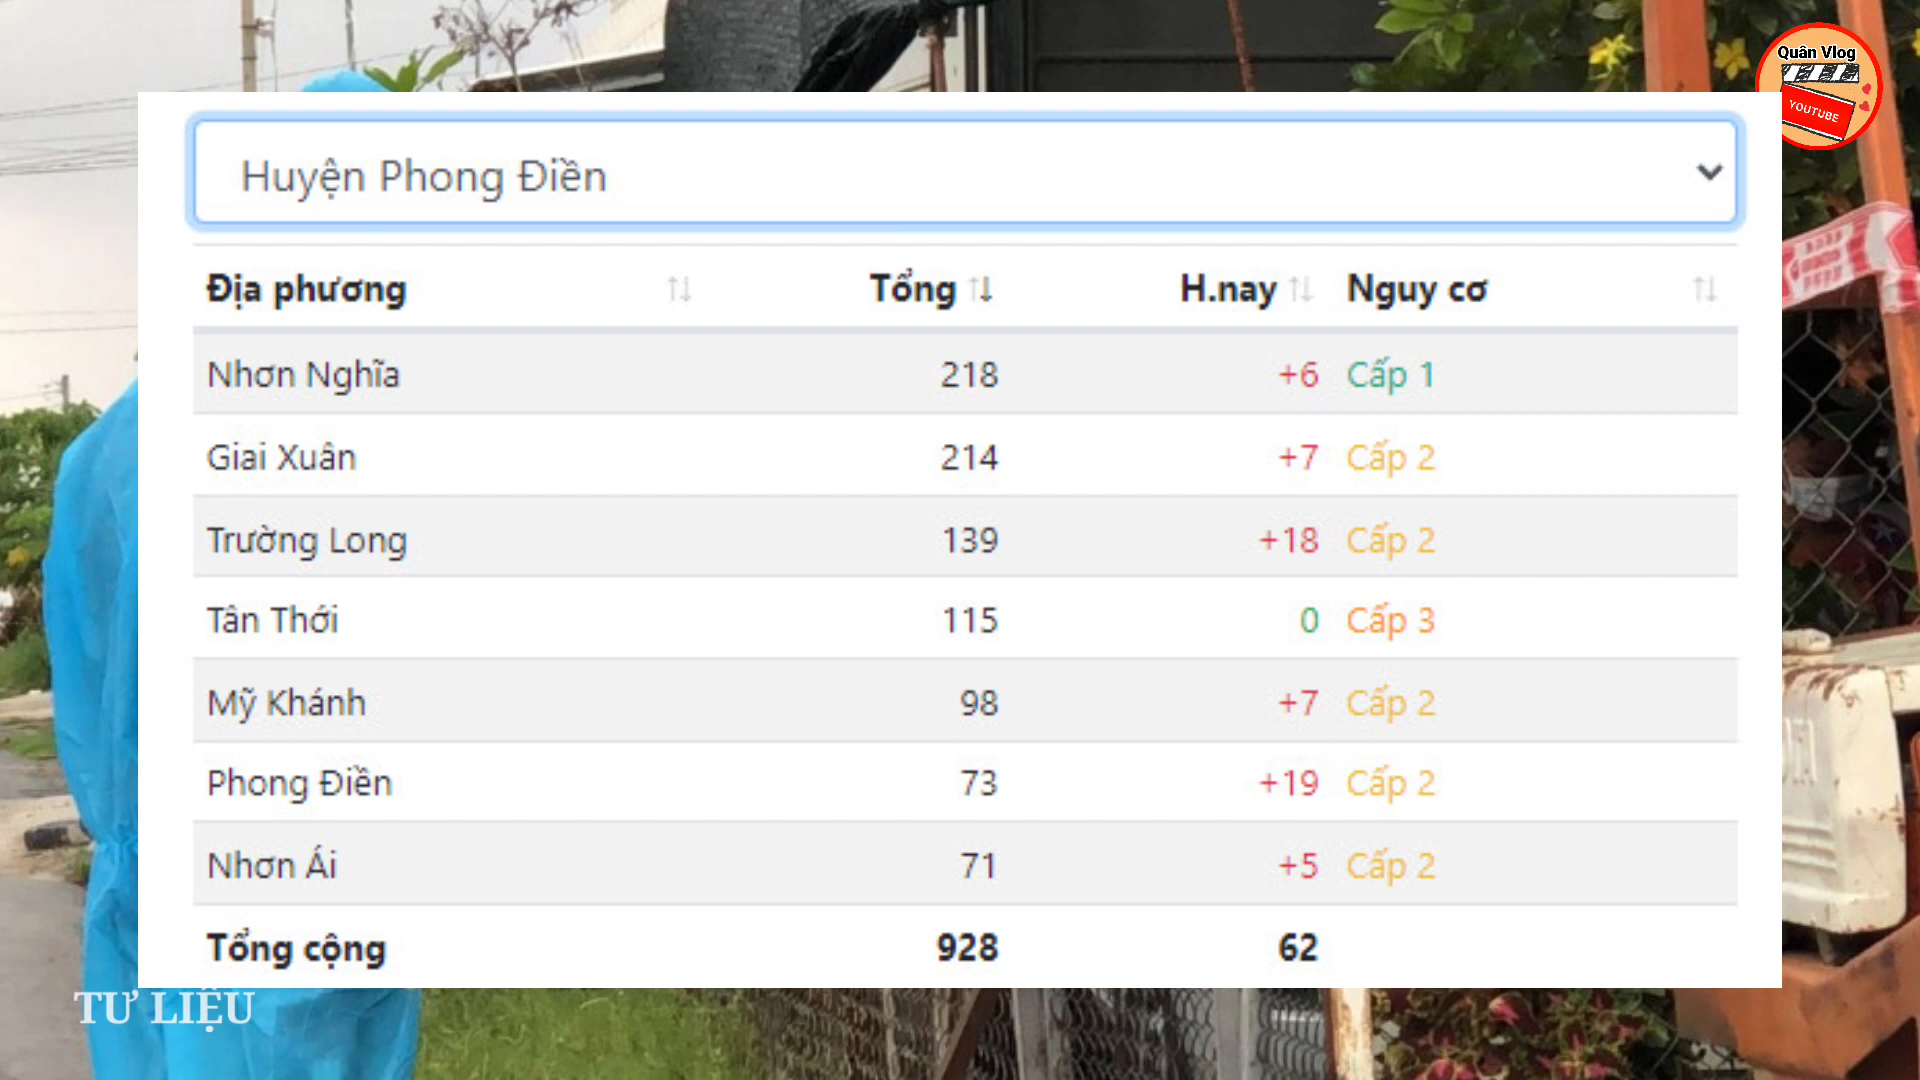 Quân Vlog
YOUTUBE
Huyện Phong Điền
Địa phương Tổng H.nay Nguy cơ
Nhơn Nghĩa 218 +6 Cấp 1
Giai Xuân 214 +7 Cấp 2
Trường Long 139 +18 Cấp 2
Tân Thới 115 0 Cấp 3
Mỹ Khánh 98 +7 Cấp 2
Phong Điền 73 +19 Cấp 2
Nhơn Ái 71 +5 Cấp 2
Tổng cộng 928 62
TƯ LIỆU